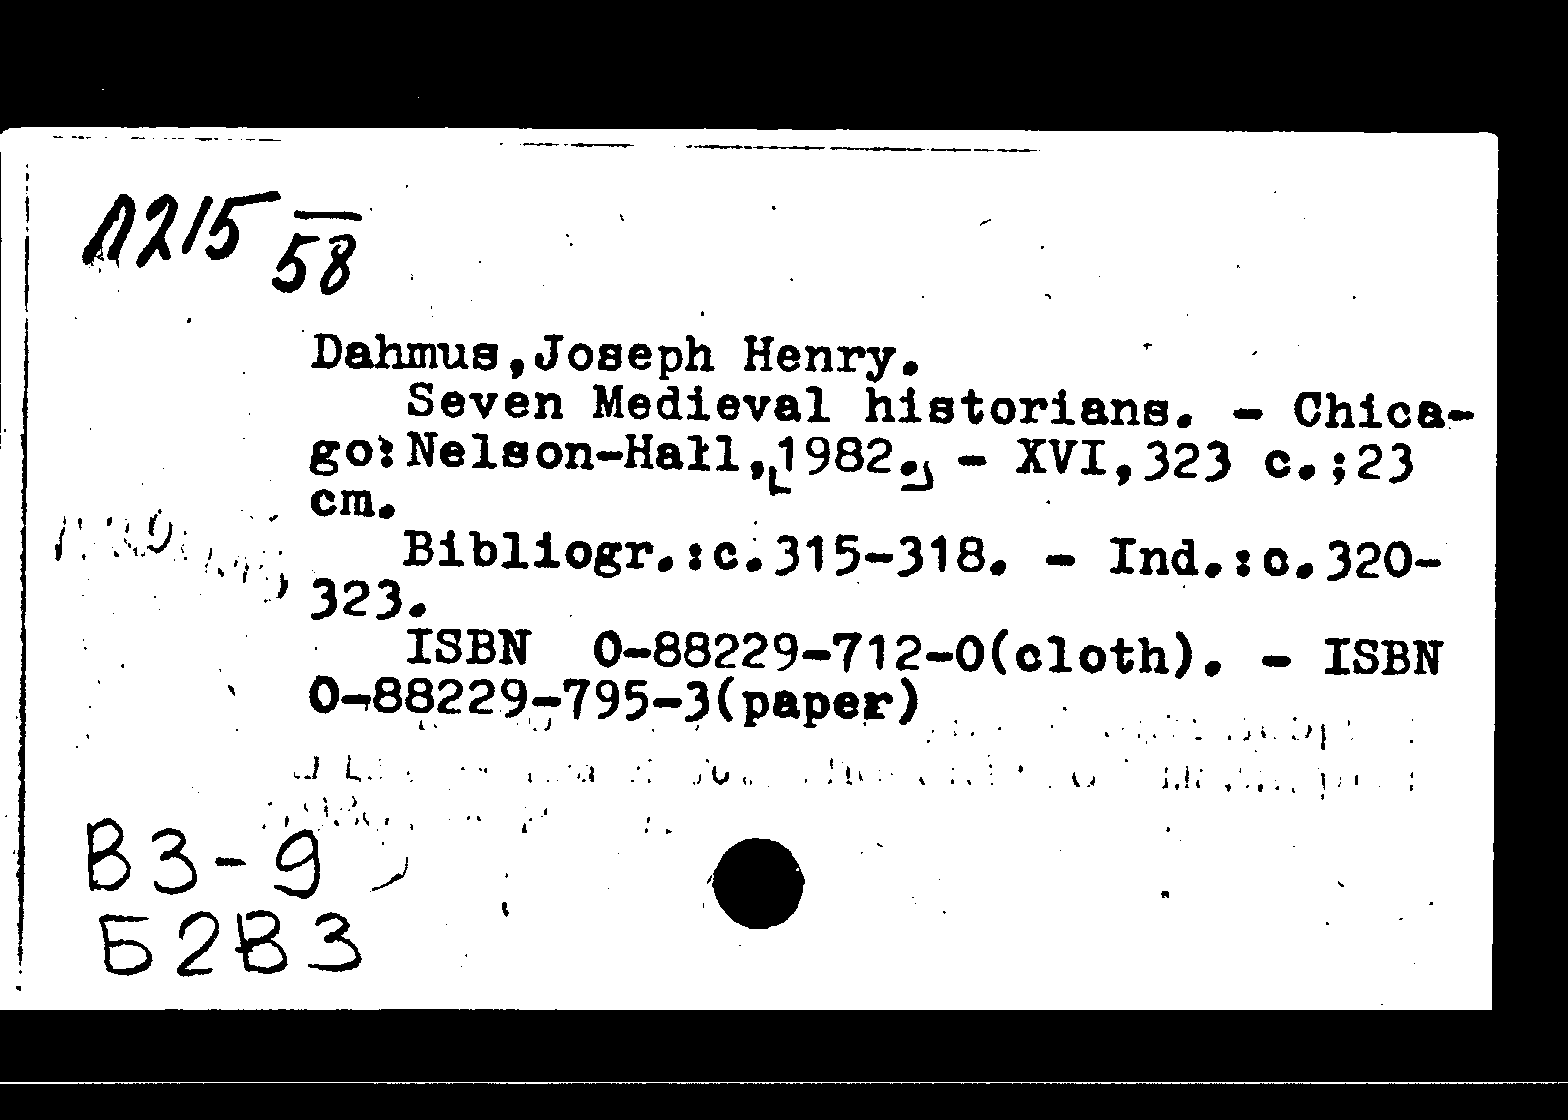 Л215 58
Dahmus,Joseph Henry.
Seven Medieval historians. - Chica-
go:Nelson-Hall,[1982.] - XVI,323 c.;23
cm.
Bibliogr.:c.315-318. - Ind.:c.320-
323.
ISBN 0-88229-712-0(cloth). - ISBN
0-88229-795-3(paper)
В3-9
Б2В3